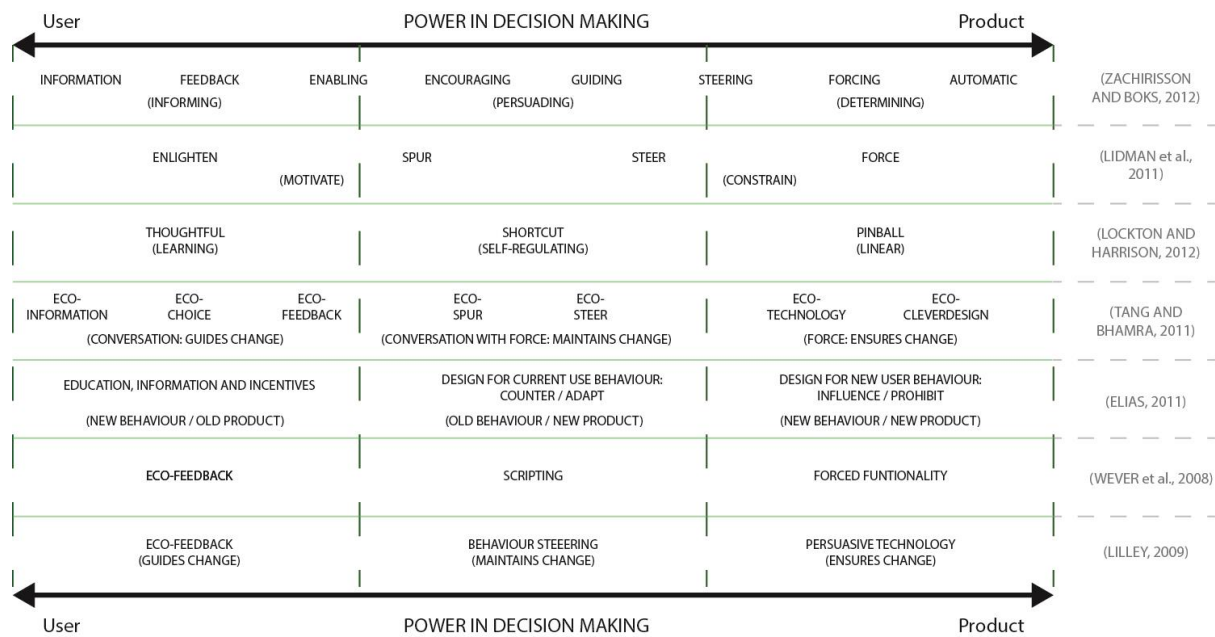 User POWER IN DECISION MAKING Product
INFORMATION FEEDBACK ENABLING ENCOURAGING GUIDING STEERING FORCING AUTOMATIC
(INFORMING) (PERSUADING) (DETERMINING)
(ZACHIRISSON
AND BOKS, 2012)
ENLIGHTEN SPUR STEER FORCE
(MOTIVATE) (CONSTRAIN)
(LIDMAN et al.,
2011)
THOUGHTFUL SHORTCUT PINBALL
(LEARNING) (SELF-REGULATING) (LINEAR)
(LOCKTON AND
HARRISON, 2012)
ECO- ECO- ECO- ECO- ECO- ECO- ECO-
INFORMATION CHOICE FEEDBACK SPUR STEER TECHNOLOGY CLEVERDESIGN
(CONVERSATION: GUIDES CHANGE) (CONVERSATION WITH FORCE: MAINTAINS CHANGE) (FORCE: ENSURES CHANGE)
(TANG AND
BHAMRA, 2011)
EDUCATION, INFORMATION AND INCENTIVES
(NEW BEHAVIOUR / OLD PRODUCT)
DESIGN FOR CURRENT USE BEHAVIOUR:
COUNTER / ADAPT
(OLD BEHAVIOUR / NEW PRODUCT)
DESIGN FOR NEW USER BEHAVIOUR:
INFLUENCE / PROHIBIT
(NEW BEHAVIOUR / NEW PRODUCT)
(ELIAS, 2011)
ECO-FEEDBACK SCRIPTING FORCED FUNTIONALITY (WEVER et al., 2008)
ECO-FEEDBACK BEHAVIOUR STEEERING PERSUASIVE TECHNOLOGY
(GUIDES CHANGE) (MAINTAINS CHANGE) (ENSURES CHANGE)
(LILLEY, 2009)
User POWER IN DECISION MAKING Product